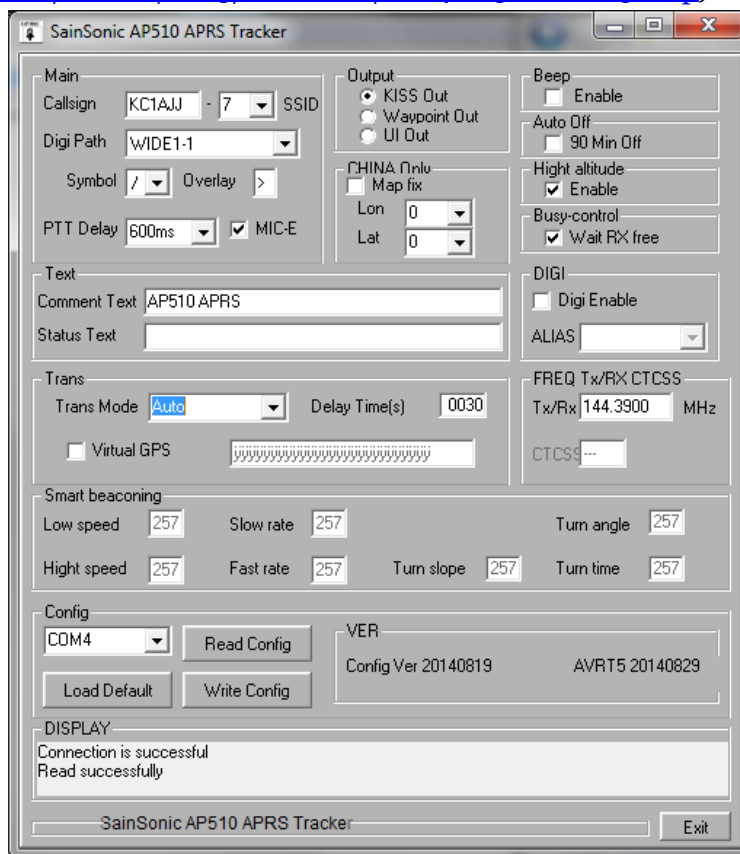 SainSonic AP510 APRS Tracker
Main
Callsign KC1AJJ - 7 SSID
Digi Path WIDE1-1
Symbol / Overlay >
PTT Delay 600ms MIC-E
Output
KISS Out
Waypoint Out
UI Out
CHINA Only
Map fix
Lon 0
Lat 0
Beep
Enable
Auto Off
90 Min Off
Hight altitude
Enable
Busy-control
Wait RX free
Text
Comment Text AP510 APRS
Status Text
DIGI
Digi Enable
ALIAS
Trans
Trans Mode Auto Delay Time(s) 0030
Virtual GPS
FREQ Tx/RX CTCSS
Tx/Rx 144.3900 MHz
CTCSS ---
Smart beaconing
Low speed 257 Slow rate 257 Turn angle 257
Hight speed 257 Fast rate 257 Turn slope 257 Turn time 257
Config
COM4 Read Config
Load Default Write Config
VER
Config Ver 20140819 AVRT5 20140829
DISPLAY
Connection is successful
Read successfully
SainSonic AP510 APRS Tracker
Exit